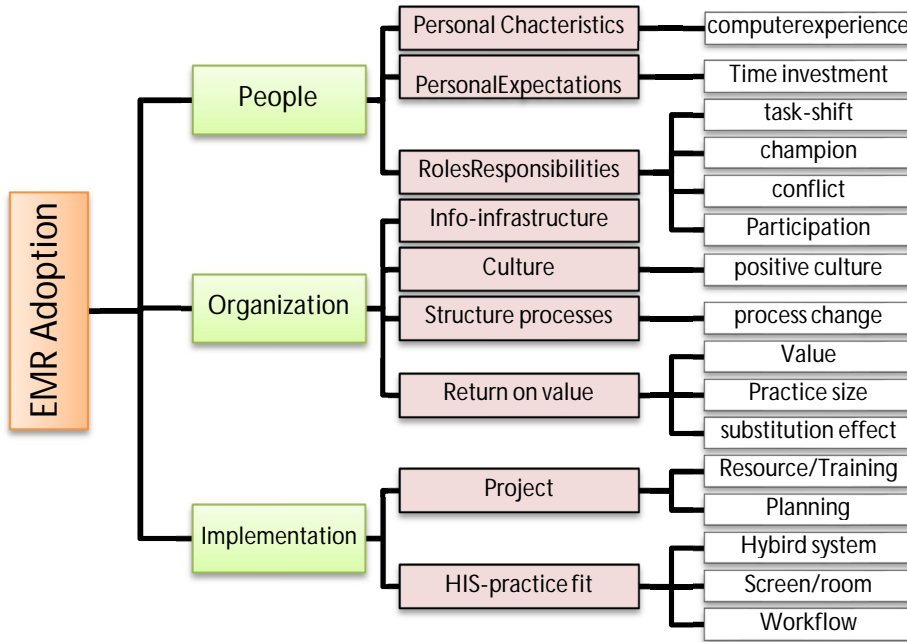 EMR Adoption
People
Personal Chacteristics
computerexperience
PersonalExpectations
Time investment
RolesResponsibilities
task-shift
champion
conflict
Participation
Organization
Info-infrastructure
Culture
positive culture
Structure processes
process change
Return on value
Value
Practice size
substitution effect
Implementation
Project
Resource/Training
Planning
HIS-practice fit
Hybird system
Screen/room
Workflow